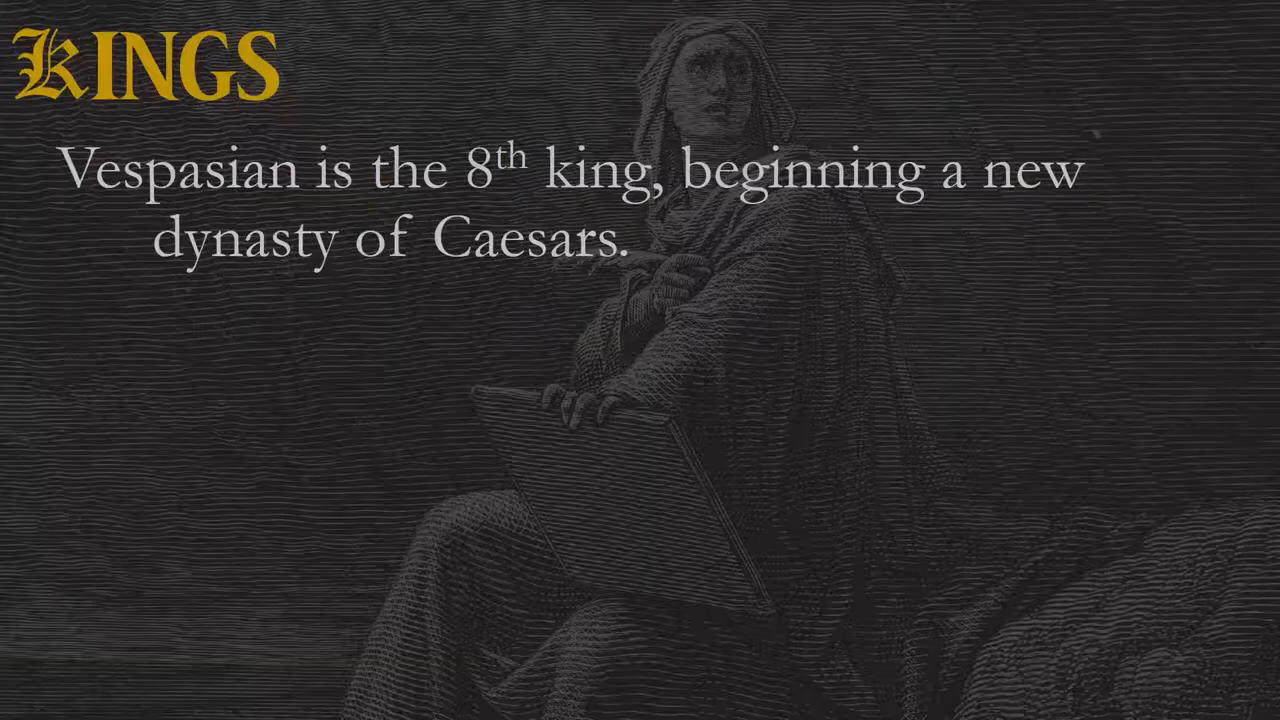 kINGS
Vespasian is the 8th king, beginning a new
dynasty of Caesars.